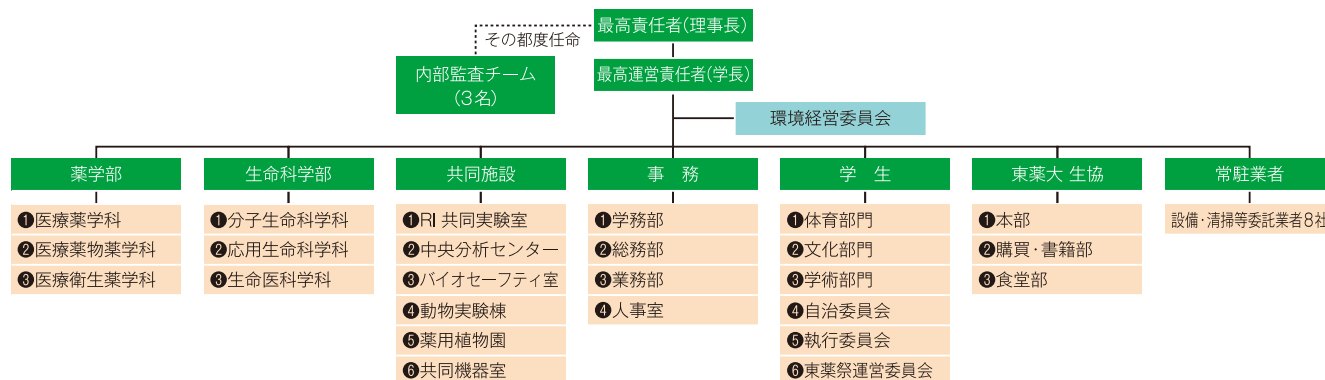 最高責任者(理事長)
その都度任命
内部監査チーム
(3名)
最高運営責任者(学長)
環境経営委員会
薬学部
❶医療薬学科
❷医療薬物薬学科
❸医療衛生薬学科
生命科学部
❶分子生命科学科
❷応用生命科学科
❸生命医科学科
共同施設
❶RI 共同実験室
❷中央分析センター
❸バイオセーフティ室
❹動物実験棟
❺薬用植物園
❻共同機器室
事　務
❶学務部
❷総務部
❸業務部
❹人事室
学　生
❶体育部門
❷文化部門
❸学術部門
❹自治委員会
❺執行委員会
❻東薬祭運営委員会
東薬大 生協
❶本部
❷購買・書籍部
❸食堂部
常駐業者
設備・清掃等委託業者8社